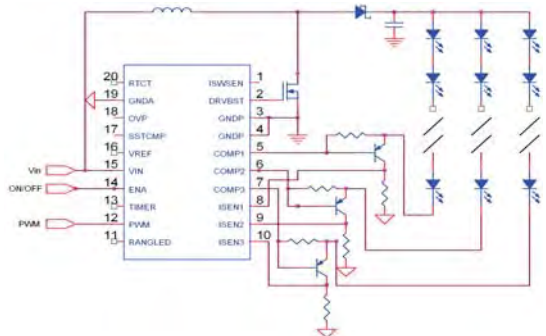 20 RTCT ISWSEN 1
19 GNDA DRVBST 2
18 OVP GNDP 3
17 SSTCMP GNDP 4
16 VREF COMP1 5
Vin 15 VIN COMP2 6
ON/OFF 14 ENA COMP3 7
13 TIMER ISEN1 8
PWM 12 PWM ISEN2 9
11 RANGLED ISEN3 10